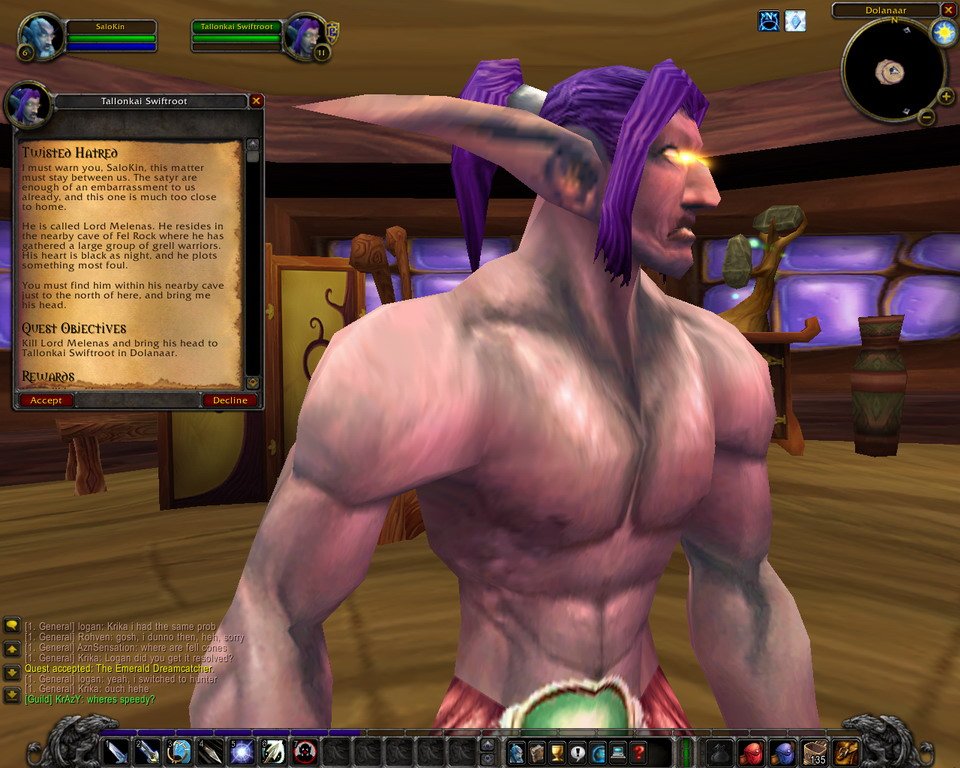 SaloKin
6
Tallonkai Swiftroot
11
Dolanaar
N
Tallonkai Swiftroot
Twisted Hatred
I must warn you, SaloKin, this matter
must stay between us. The satyr are
enough of an embarrassment to us
already, and this one is much too close
to home.
He is called Lord Melenas. He resides in
the nearby cave of Fel Rock where he has
gathered a large group of grell warriors.
His heart is black as night, and he plots
something most foul.
You must find him within his nearby cave
just to the north of here, and bring me
his head.
Quest Objectives
Kill Lord Melenas and bring his head to
Tallonkai Swiftroot in Dolanaar.
Rewards
Accept
Decline
[1. General] logan: Krika i had the same prob
[1. General] Rohven: gosh, i dunno then, heh, sorry
[1. General] AznSensation: where are fell cones
[1. General] Krika: Logan did you get it resolved?
Quest accepted: The Emerald Dreamcatcher
[1. General] logan: yeah, i switched to hunter
[1. General] Krika: ouch hehe
[Guild] KrAzY: wheres speedy?
135